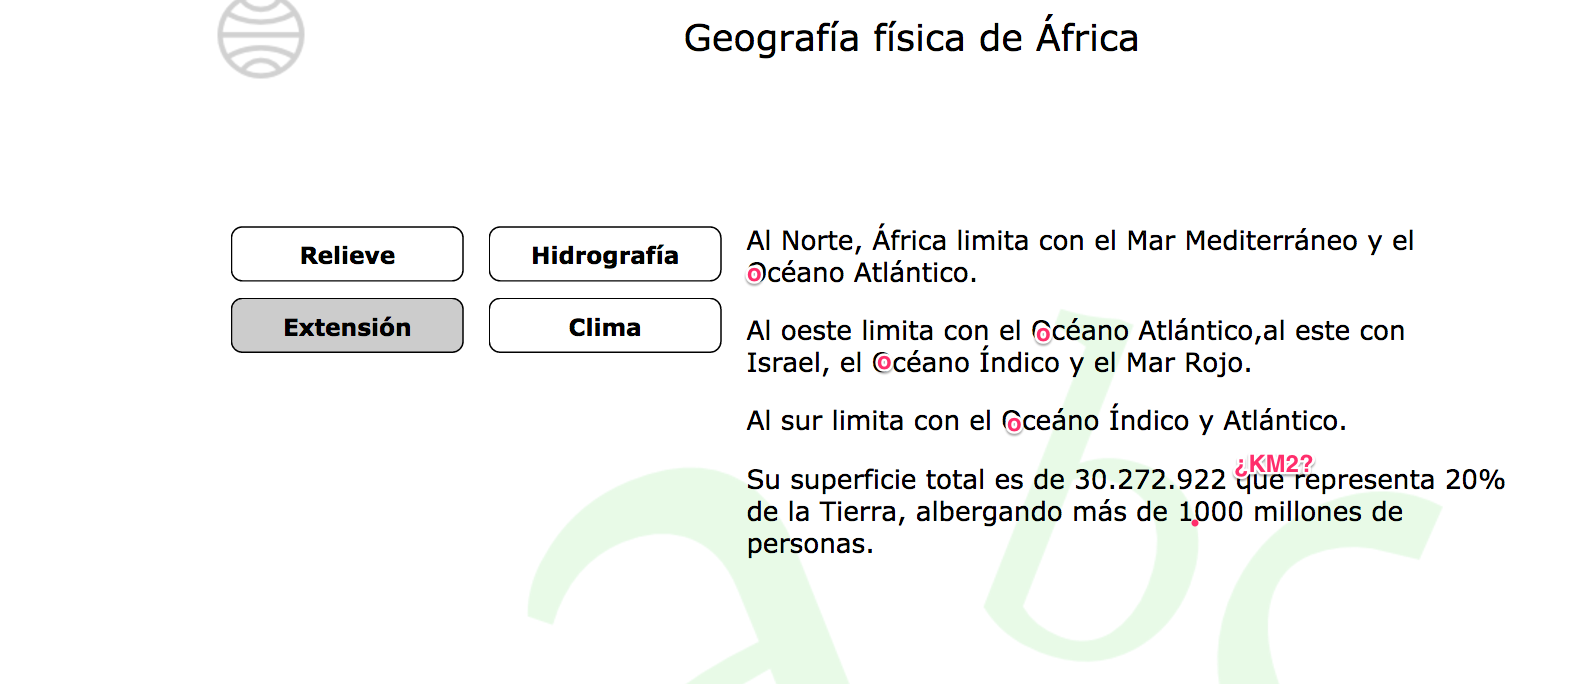 Geografía física de África
Relieve
Hidrografía
Extensión
Clima
Al Norte, África limita con el Mar Mediterráneo y el
océano Atlántico.
Al oeste limita con el océano Atlántico,al este con
Israel, el océano Índico y el Mar Rojo.
Al sur limita con el oceáno Índico y Atlántico.
¿KM2?
Su superficie total es de 30.272.922 que representa 20%
de la Tierra, albergando más de 1.000 millones de
personas.
abc